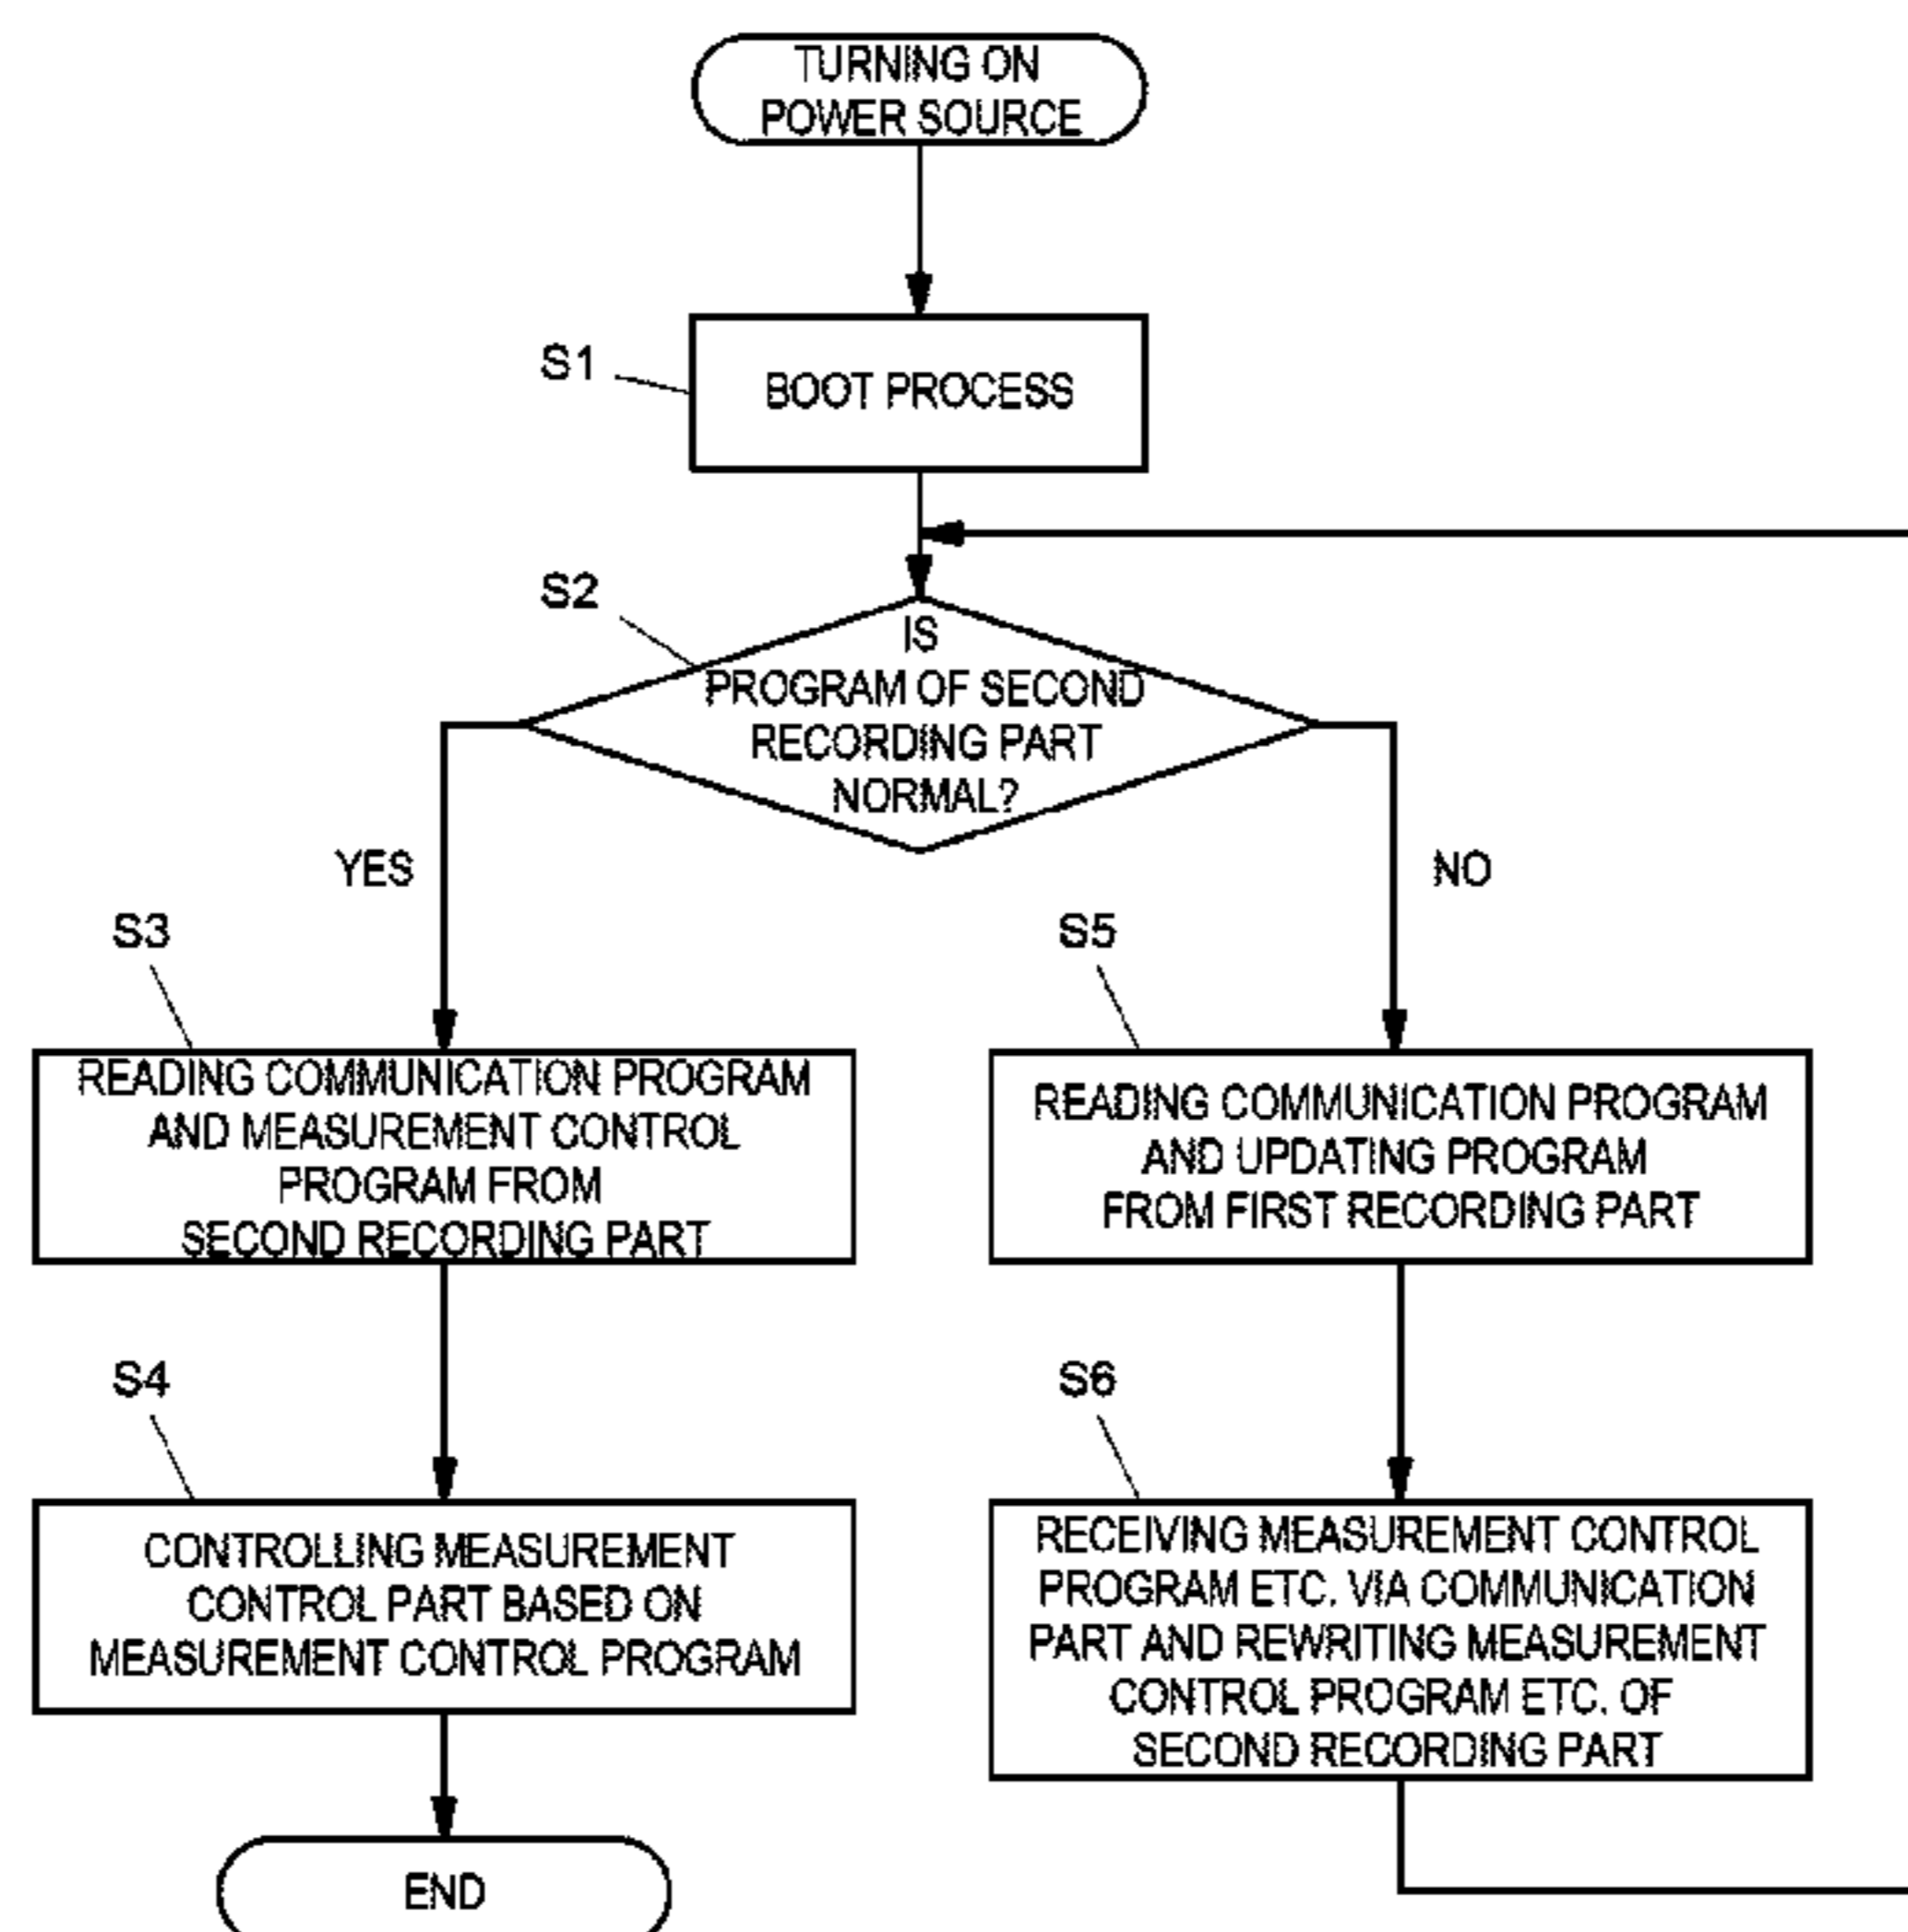 TURNING ON
POWER SOURCE
S1
BOOT PROCESS
S2
IS
PROGRAM OF SECOND
RECORDING PART
NORMAL?
YES
NO
S3
READING COMMUNICATION PROGRAM
AND MEASUREMENT CONTROL
PROGRAM FROM
SECOND RECORDING PART
S5
READING COMMUNICATION PROGRAM
AND UPDATING PROGRAM
FROM FIRST RECORDING PART
S4
CONTROLLING MEASUREMENT
CONTROL PART BASED ON
MEASUREMENT CONTROL PROGRAM
S6
RECEIVING MEASUREMENT CONTROL
PROGRAM ETC. VIA COMMUNICATION
PART AND REWRITING MEASUREMENT
CONTROL PROGRAM ETC. OF
SECOND RECORDING PART
END